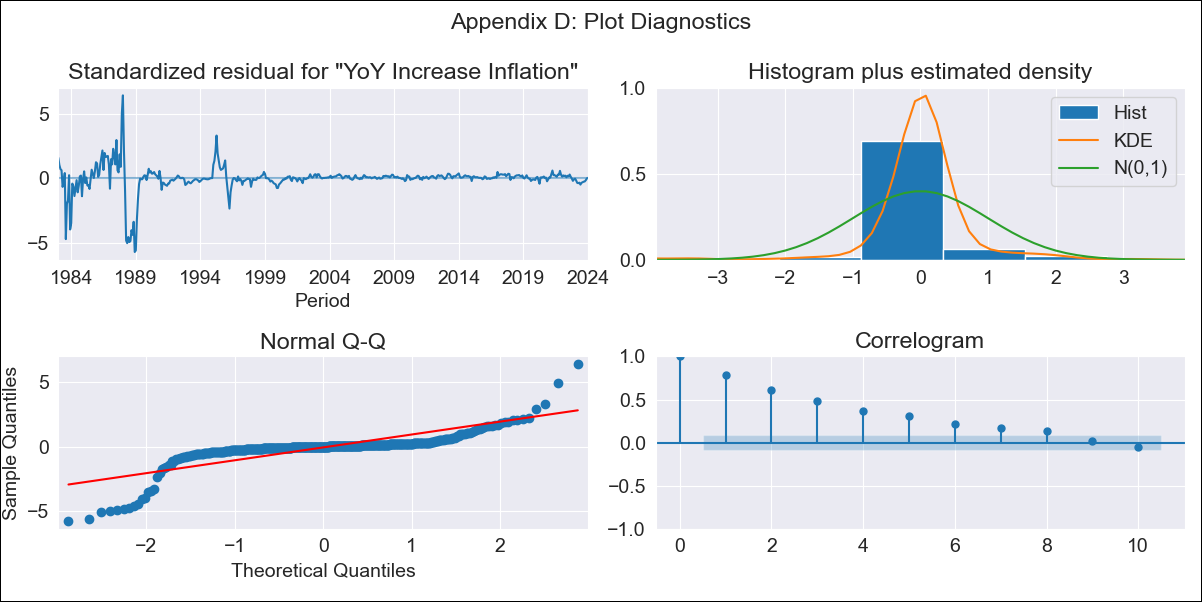 Appendix D: Plot Diagnostics
Standardized residual for "YoY Increase Inflation"
5
0
−5
1984 1989 1994 1999 2004 2009 2014 2019 2024
Period
Histogram plus estimated density
1.0
0.5
0.0
Hist
KDE
N(0,1)
−3 −2 −1 0 1 2 3
Normal Q-Q
Sample Quantiles
5
0
−5
−2 −1 0 1 2
Theoretical Quantiles
Correlogram
1.0
0.5
0.0
−0.5
−1.0
0 2 4 6 8 10